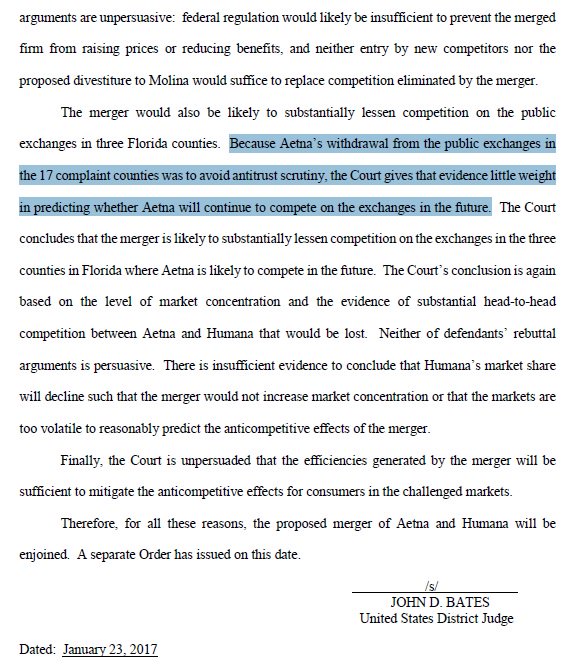 arguments are unpersuasive:  federal regulation would likely be insufficient to prevent the merged
firm from raising prices or reducing benefits, and neither entry by new competitors nor the
proposed divestiture to Molina would suffice to replace competition eliminated by the merger.
The merger would also be likely to substantially lessen competition on the public
exchanges in three Florida counties.  Because Aetna's withdrawal from the public exchanges in
the 17 complaint counties was to avoid antitrust scrutiny, the Court gives that evidence little weight
in predicting whether Aetna will continue to compete on the exchanges in the future.  The Court
concludes that the merger is likely to substantially lessen competition on the exchanges in the three
counties in Florida where Aetna is likely to compete in the future.  The Court's conclusion is again
based on the level of market concentration and the evidence of substantial head-to-head
competition between Aetna and Humana that would be lost.  Neither of defendants' rebuttal
arguments is persuasive.  There is insufficient evidence to conclude that Humana's market share
will decline such that the merger would not increase market concentration or that the markets are
too volatile to reasonably predict the anticompetitive effects of the merger.
Finally, the Court is unpersuaded that the efficiencies generated by the merger will be
sufficient to mitigate the anticompetitive effects for consumers in the challenged markets.
Therefore, for all these reasons, the proposed merger of Aetna and Humana will be
enjoined.  A separate Order has issued on this date.
/s/
JOHN D. BATES
United States District Judge
Dated:  January 23, 2017